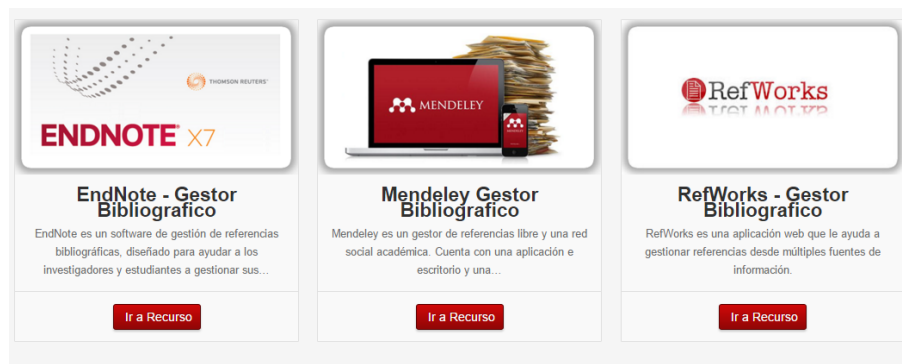 THOMSON REUTERS
ENDNOTE X7
MENDELEY
MENDELEY
RefWorks
EndNote - Gestor
Bibliografico
EndNote es un software de gestión de referencias
bibliográficas, diseñado para ayudar a los
investigadores y estudiantes a gestionar sus...
Ir a Recurso
Mendeley Gestor
Bibliográfico
Mendeley es un gestor de referencias libre y una red
social académica. Cuenta con una aplicación e
escritorio y una...
Ir a Recurso
RefWorks - Gestor
Bibliografico
RefWorks es una aplicación web que le ayuda a
gestionar referencias desde múltiples fuentes de
información.
Ir a Recurso